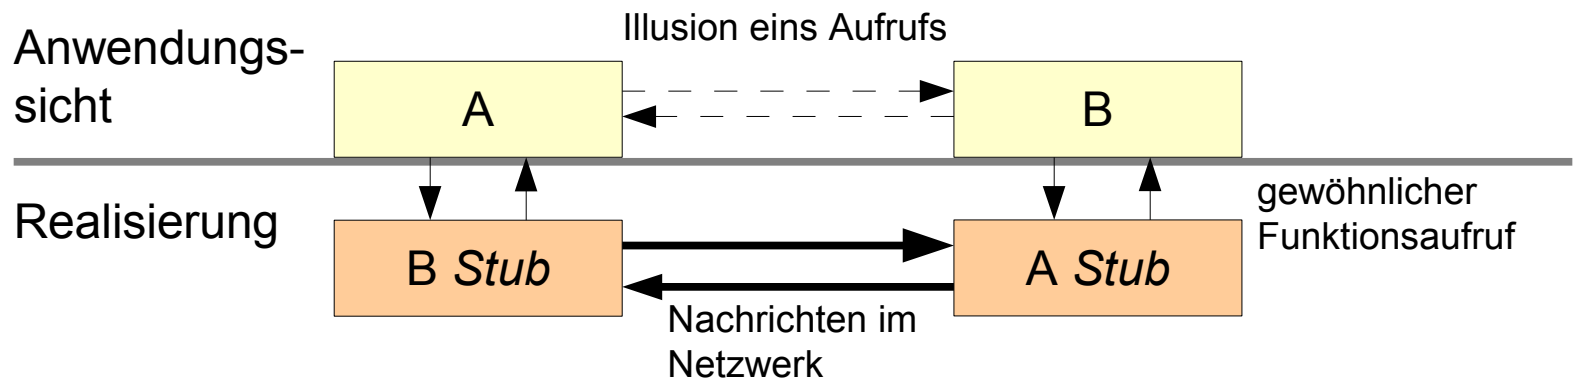 Illusion eins Aufrufs
Anwendungs-
sicht
A
B
Realisierung
gewöhnlicher
Funktionsaufruf
B Stub
A Stub
Nachrichten im
Netzwerk